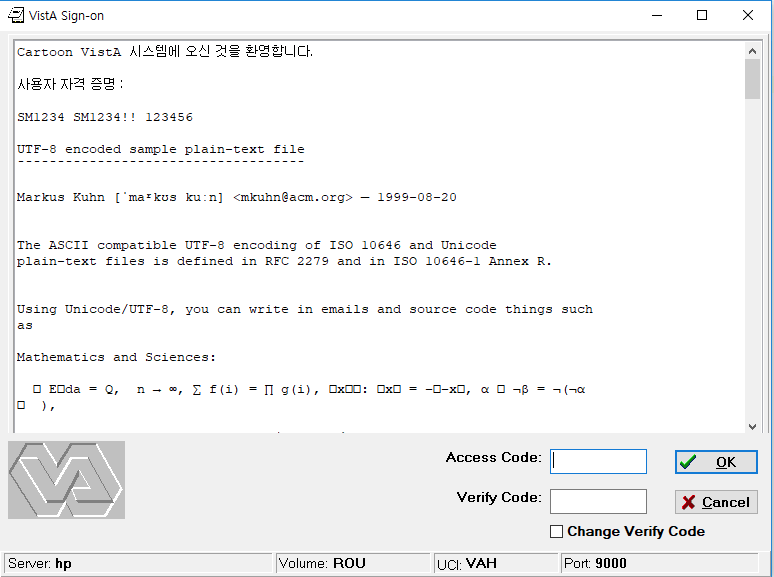 VistA Sign-on
Cartoon VistA 시스템에 오신 것을 환영합니다.
사용자 자격 증명 :
SM1234 SM1234!! 123456
UTF-8 encoded sample plain-text file
------------------------------------
Markus Kuhn [ˈmaʳkʊs kuːn] <mkuhn@acm.org> — 1999-08-20
The ASCII compatible UTF-8 encoding of ISO 10646 and Unicode
plain-text files is defined in RFC 2279 and in ISO 10646-1 Annex R.
Using Unicode/UTF-8, you can write in emails and source code things such
as
Mathematics and Sciences:
□ E□da = Q,  n → ∞, ∑ f(i) = ∏ g(i), □x□□: □x□ = −□−x□, α □ ¬β = ¬(¬α
□  ),
Access Code:
OK
Verify Code:
Cancel
Change Verify Code
Server: hp
Volume: ROU
UCI: VAH
Port: 9000